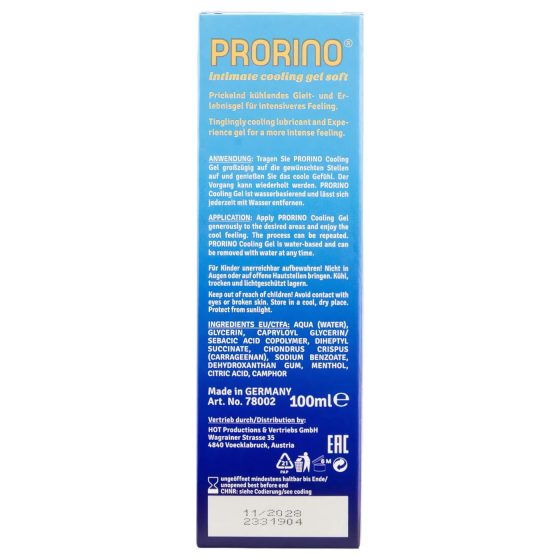 PRORINO®
Intimate cooling gel soft
Prickelnd kühlendes Gleit- und Er-
lebnisgel für intensiveres Feeling.
Tinglingly cooling lubricant and Expe-
rience gel for a more intense feeling.
ANWENDUNG: Tragen Sie PRORINO Cooling
Gel großzügig auf die gewünschten Stellen
auf und genießen Sie das coole Gefühl. Der
Vorgang kann wiederholt werden. PRORINO
Cooling Gel ist wasserbasierend und lässt sich
jederzeit mit Wasser entfernen.
APPLICATION: Apply PRORINO Cooling Gel
generously to the desired areas and enjoy the
cool feeling. The process can be repeated.
PRORINO Cooling Gel is water-based and can
be removed with water at any time.
Für Kinder unerreichbar aufbewahren! Nicht in
Augen oder auf offene Hautstellen bringen. Kühl,
trocken und lichtgeschützt lagern.
Keep out of reach of children! Avoid contact with
eyes or broken skin. Store in a cool, dry place.
Protect from sunlight.
INGREDIENTS EU/CTFA: AQUA (WATER),
GLYCERIN, CAPRYLOYL GLYCERIN/
SEBACIC ACID COPOLYMER, DIHEPTYL
SUCCINATE, CHONDRUS CRISPUS
(CARRAGEENAN), SODIUM BENZOATE,
DEHYDROXANTHAN GUM, MENTHOL,
CITRIC ACID, CAMPHOR
Made in GERMANY
Art. No. 78002 100ml℮
Vertrieb durch/Distribution by:
HOT Productions & Vertriebs GmbH
Wagrainer Strasse 35
4840 Voecklabruck, Austria
EAC
21
PAP
6 M
ungeöffnet mindestens haltbar bis Ende/
unopened best before end
CHNR: siehe Codierung/see coding
11/2028
2331904